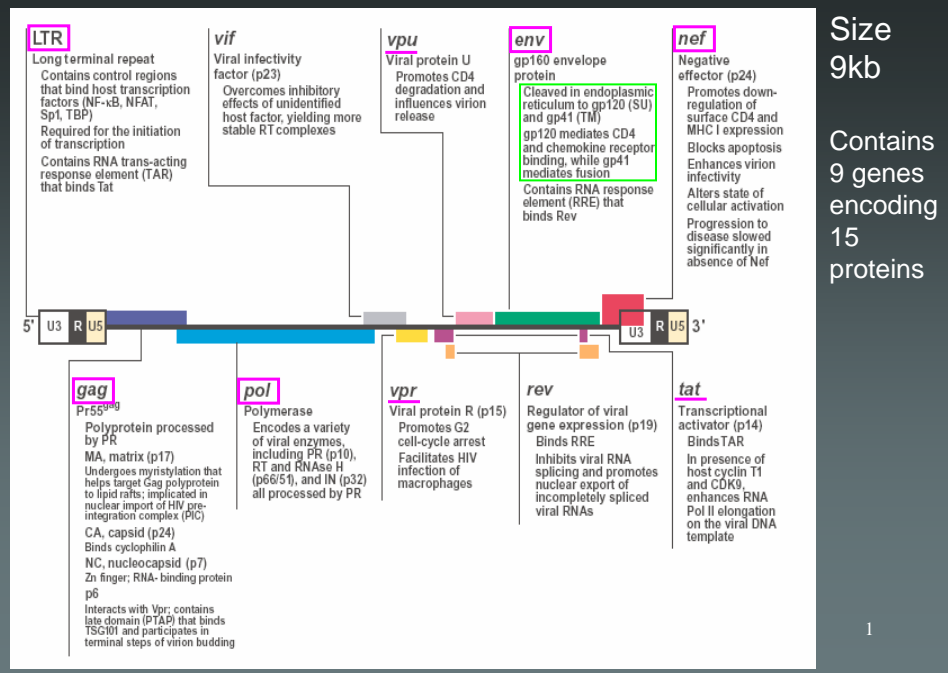 LTR
Long terminal repeat
Contains control regions
that bind host transcription
factors (NF-κB, NFAT,
Sp1, TBP)
Required for the initiation
of transcription
Contains RNA trans-acting
response element (TAR)
that binds Tat
vif
Viral infectivity
factor (p23)
Overcomes inhibitory
effects of unidentified
host factor, yielding more
stable RT complexes
vpu
Viral protein U
Promotes CD4
degradation and
influences virion
release
env
gp160 envelope
protein
Cleaved in endoplasmic
reticulum to gp120 (SU)
and gp41 (TM)
gp120 mediates CD4
and chemokine receptor
binding, while gp41
mediates fusion
Contains RNA response
element (RRE) that
binds Rev
nef
Negative
effector (p24)
Promotes down-
regulation of
surface CD4 and
MHC I expression
Blocks apoptosis
Enhances virion
infectivity
Alters state of
cellular activation
Progression to
disease slowed
significantly in
absence of Nef
Size
9kb
Contains
9 genes
encoding
15
proteins
5' U3 R U5 U3 R U5 3'
gag
Pr55gag
Polyprotein processed
by PR
MA, matrix (p17)
Undergoes myristylation that
helps target Gag polyprotein
to lipid rafts; implicated in
nuclear import of HIV pre-
integration complex (PIC)
CA, capsid (p24)
Binds cyclophilin A
NC, nucleocapsid (p7)
Zn finger; RNA- binding protein
p6
Interacts with Vpr; contains
late domain (PTAP) that binds
TSG101 and participates in
terminal steps of virion budding
pol
Polymerase
Encodes a variety
of viral enzymes,
including PR (p10),
RT and RNAse H
(p66/51), and IN (p32)
all processed by PR
vpr
Viral protein R (p15)
Promotes G2
cell-cycle arrest
Facilitates HIV
infection of
macrophages
rev
Regulator of viral
gene expression (p19)
Binds RRE
Inhibits viral RNA
splicing and promotes
nuclear export of
incompletely spliced
viral RNAs
tat
Transcriptional
activator (p14)
Binds TAR
In presence of
host cyclin T1
and CDK9,
enhances RNA
Pol II elongation
on the viral DNA
template
1